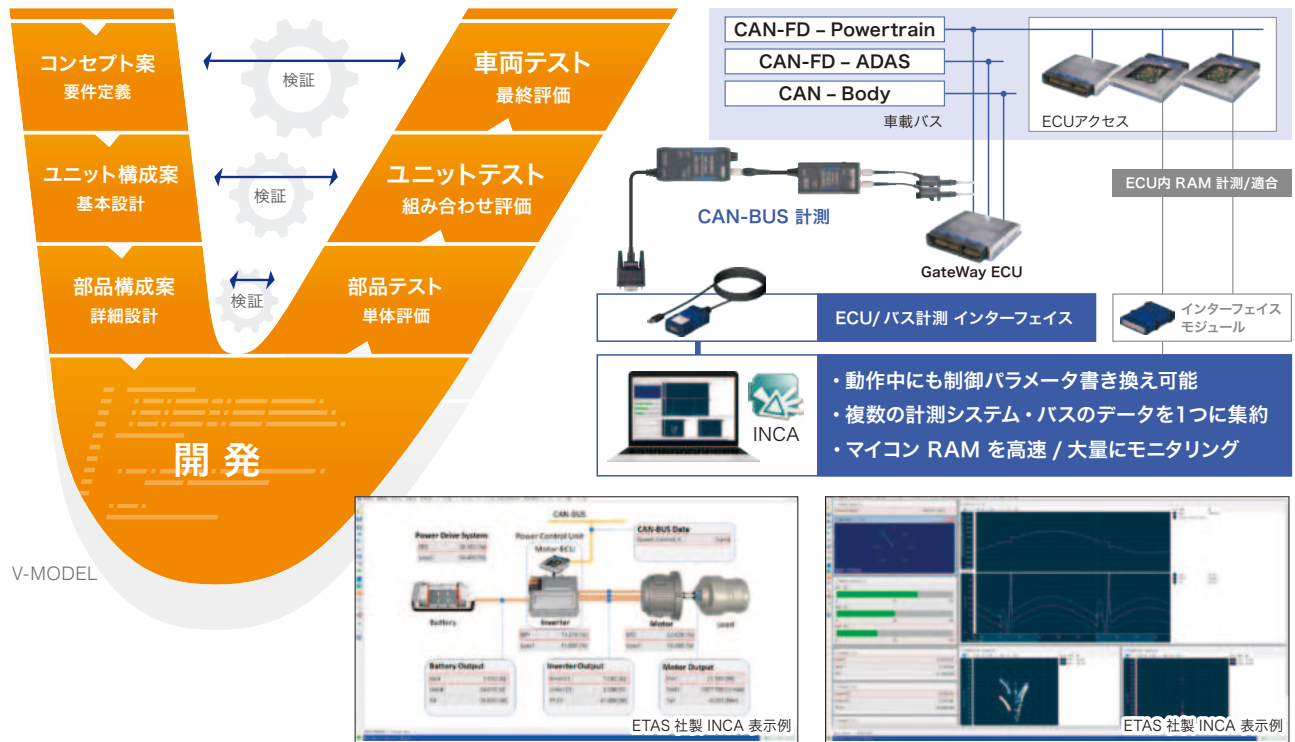 コンセプト案
要件定義
検証
車両テスト
最終評価
ユニット構成案
基本設計
検証
ユニットテスト
組み合わせ評価
部品構成案
詳細設計
検証
部品テスト
単体評価
開発
V-MODEL
CAN-FD – Powertrain
CAN-FD – ADAS
CAN – Body
車載バス
ECUアクセス
CAN-BUS 計測
GateWay ECU
ECU内 RAM 計測/適合
ECU/ バス計測 インターフェイス
インターフェイス
モジュール
INCA
・動作中にも制御パラメータ書き換え可能
・複数の計測システム・バスのデータを1つに集約
・マイコン RAM を高速 / 大量にモニタリング
CAN-BUS
Power Drive System
Power Control Unit
Motor-ECU
CAN-BUS Data
Battery
Inverter
Motor
Load
Battery Output
Inverter Output
Motor Output
ETAS 社製 INCA 表示例
ETAS 社製 INCA 表示例